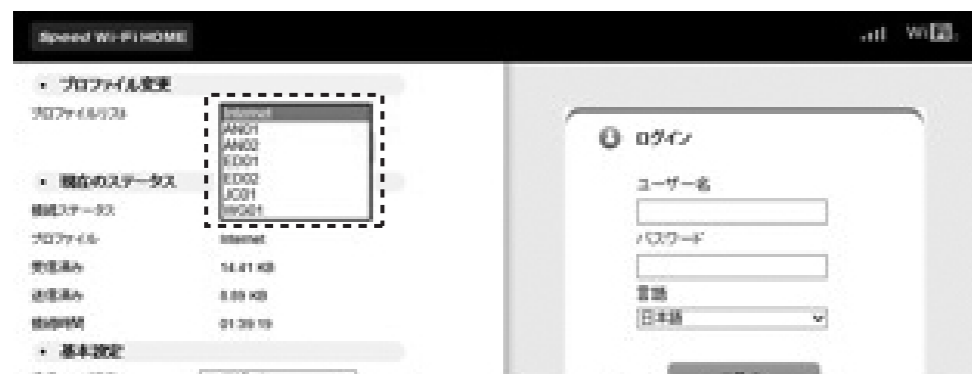 Speed Wi-Fi HOME
Wi
・ プロファイル変更
プロファイルリスト
Internet
AN01
AN02
ED01
ED02
JC01
WG01
・ 現在のステータス
接続ステータス
プロファイル
Internet
受信済み
14.41 KB
送信済み
8.89 KB
接続時間
01:39:19
・ 基本設定
ログイン
ユーザー名
パスワード
言語
日本語